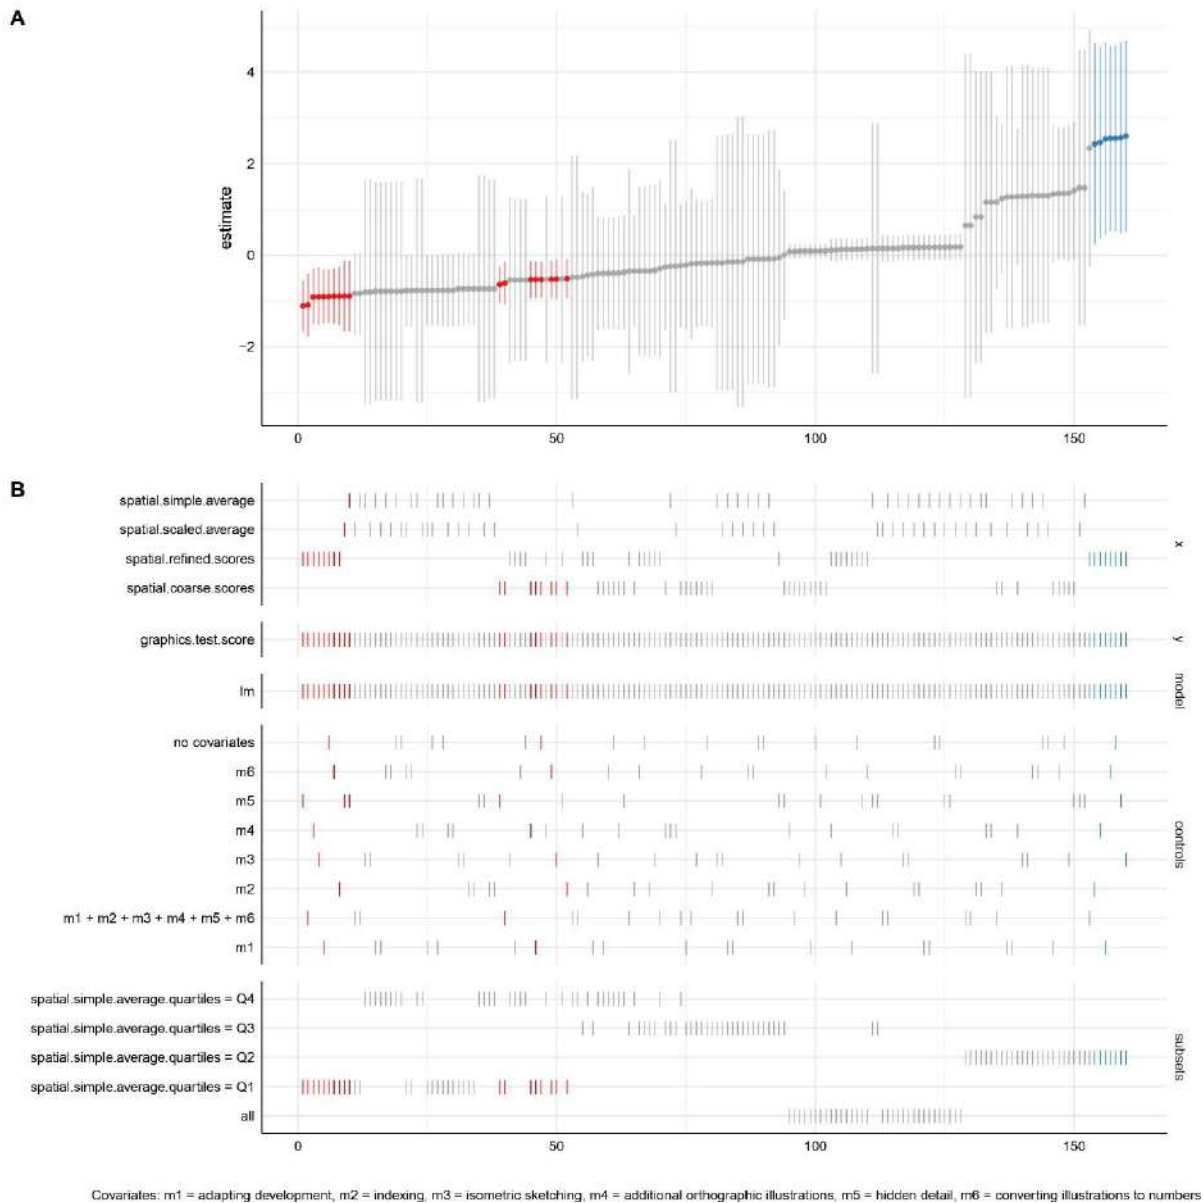 A
4
2
0
−2
estimate
0 50 100 150
B
spatial.simple.average
spatial.scaled.average
spatial.refined.scores
spatial.coarse.scores
x
graphics.test.score
y
lm
model
no covariates
m6
m5
m4
m3
m2
m1 + m2 + m3 + m4 + m5 + m6
m1
controls
spatial.simple.average.quartiles = Q4
spatial.simple.average.quartiles = Q3
spatial.simple.average.quartiles = Q2
spatial.simple.average.quartiles = Q1
all
subsets
0 50 100 150
Covariates: m1 = adapting development, m2 = indexing, m3 = isometric sketching, m4 = additional orthographic illustrations, m5 = hidden detail, m6 = converting illustrations to numbers